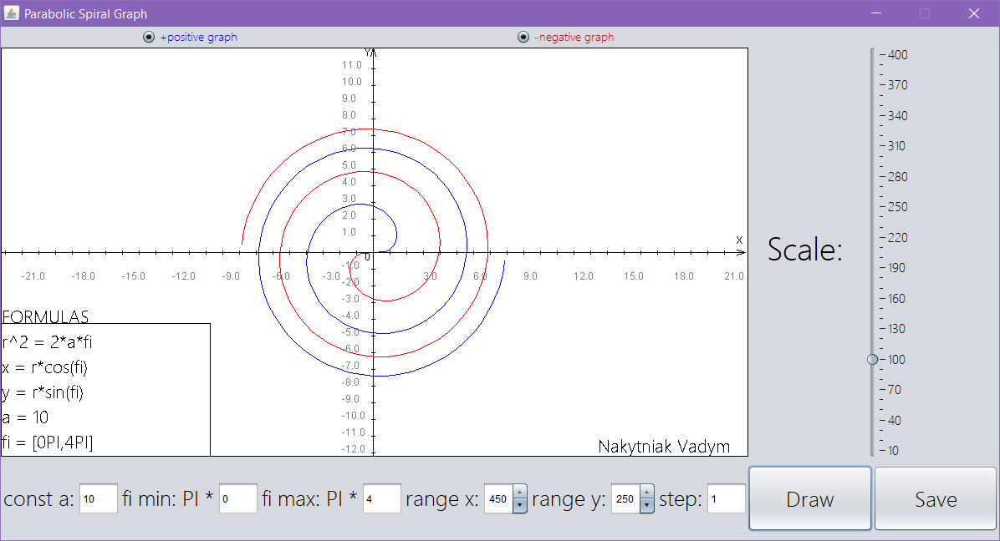 Parabolic Spiral Graph
+positive graph
-negative graph
Y
11.0
10.0
9.0
8.0
7.0
6.0
5.0
4.0
3.0
2.0
1.0
X
0
-21.0 -18.0 -15.0 -12.0 -9.0 -6.0 -3.0 3.0 6.0 9.0 12.0 15.0 18.0 21.0
-1.0
-2.0
-3.0
-4.0
-5.0
-6.0
-7.0
-8.0
-9.0
-10.0
-11.0
-12.0
FORMULAS
r^2 = 2*a*fi
x = r*cos(fi)
y = r*sin(fi)
a = 10
fi = [0PI,4PI]
Nakytniak Vadym
Scale:
400
370
340
310
280
250
220
190
160
130
100
70
40
10
const a: 10 fi min: PI * 0 fi max: PI * 4 range x: 450 range y: 250 step: 1 Draw Save